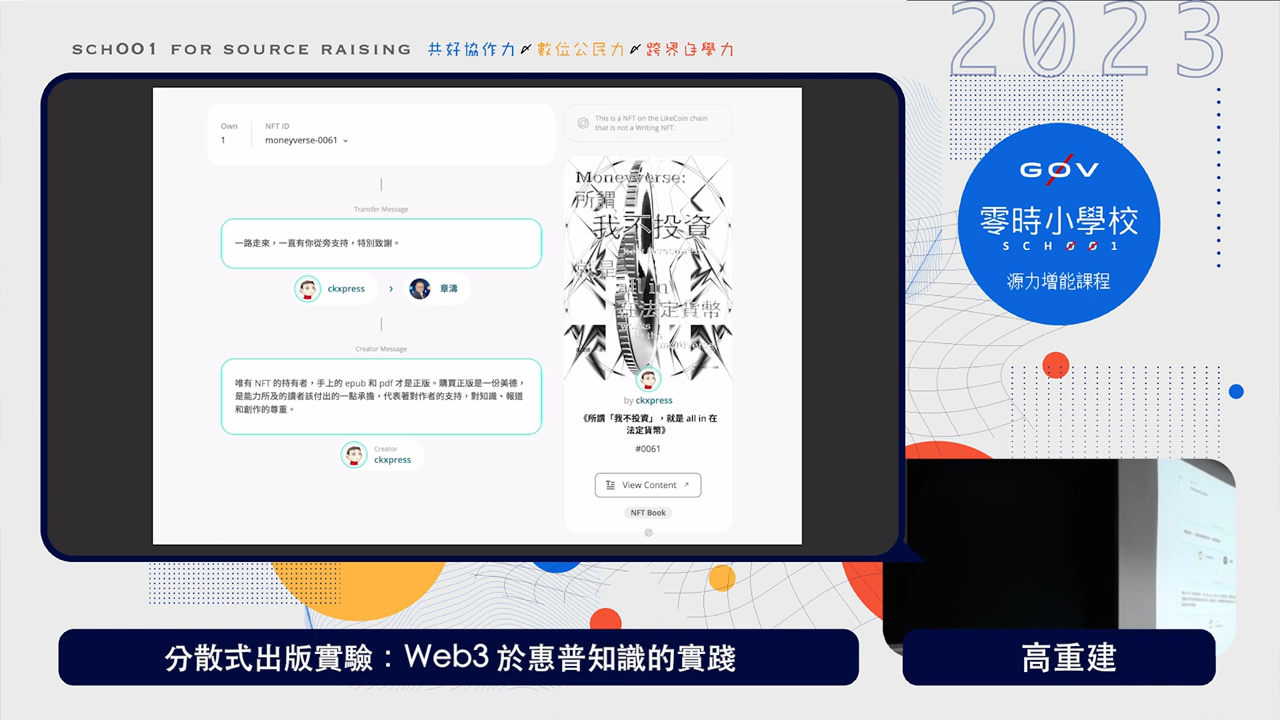 SCH001 FOR SOURCE RAISING 共好協作力 數位公民力 跨界自學力
2023
Own
1
NFT ID
moneyverse-0061
Transfer Message
一路走來，一直有你從旁支持，特別致謝。
ckxpress › 章濤
Creator Message
唯有 NFT 的持有者，手上的 epub 和 pdf 才是正版。購買正版是一份美德，
是能力所及的讀者該付出的一點承擔，代表著對作者的支持，對知識、報道
和創作的尊重。
Creator
ckxpress
This is a NFT on the LikeCoin chain
that is not a Writing NFT.
Moneyverse:
所謂
我不投資
就是
all in
在法定貨幣
by ckxpress
《所謂「我不投資」，就是 all in 在
法定貨幣》
#0061
View Content
NFT Book
G0V
零時小學校
SCH001
源力增能課程
分散式出版實驗：Web3 於惠普知識的實踐
高重建